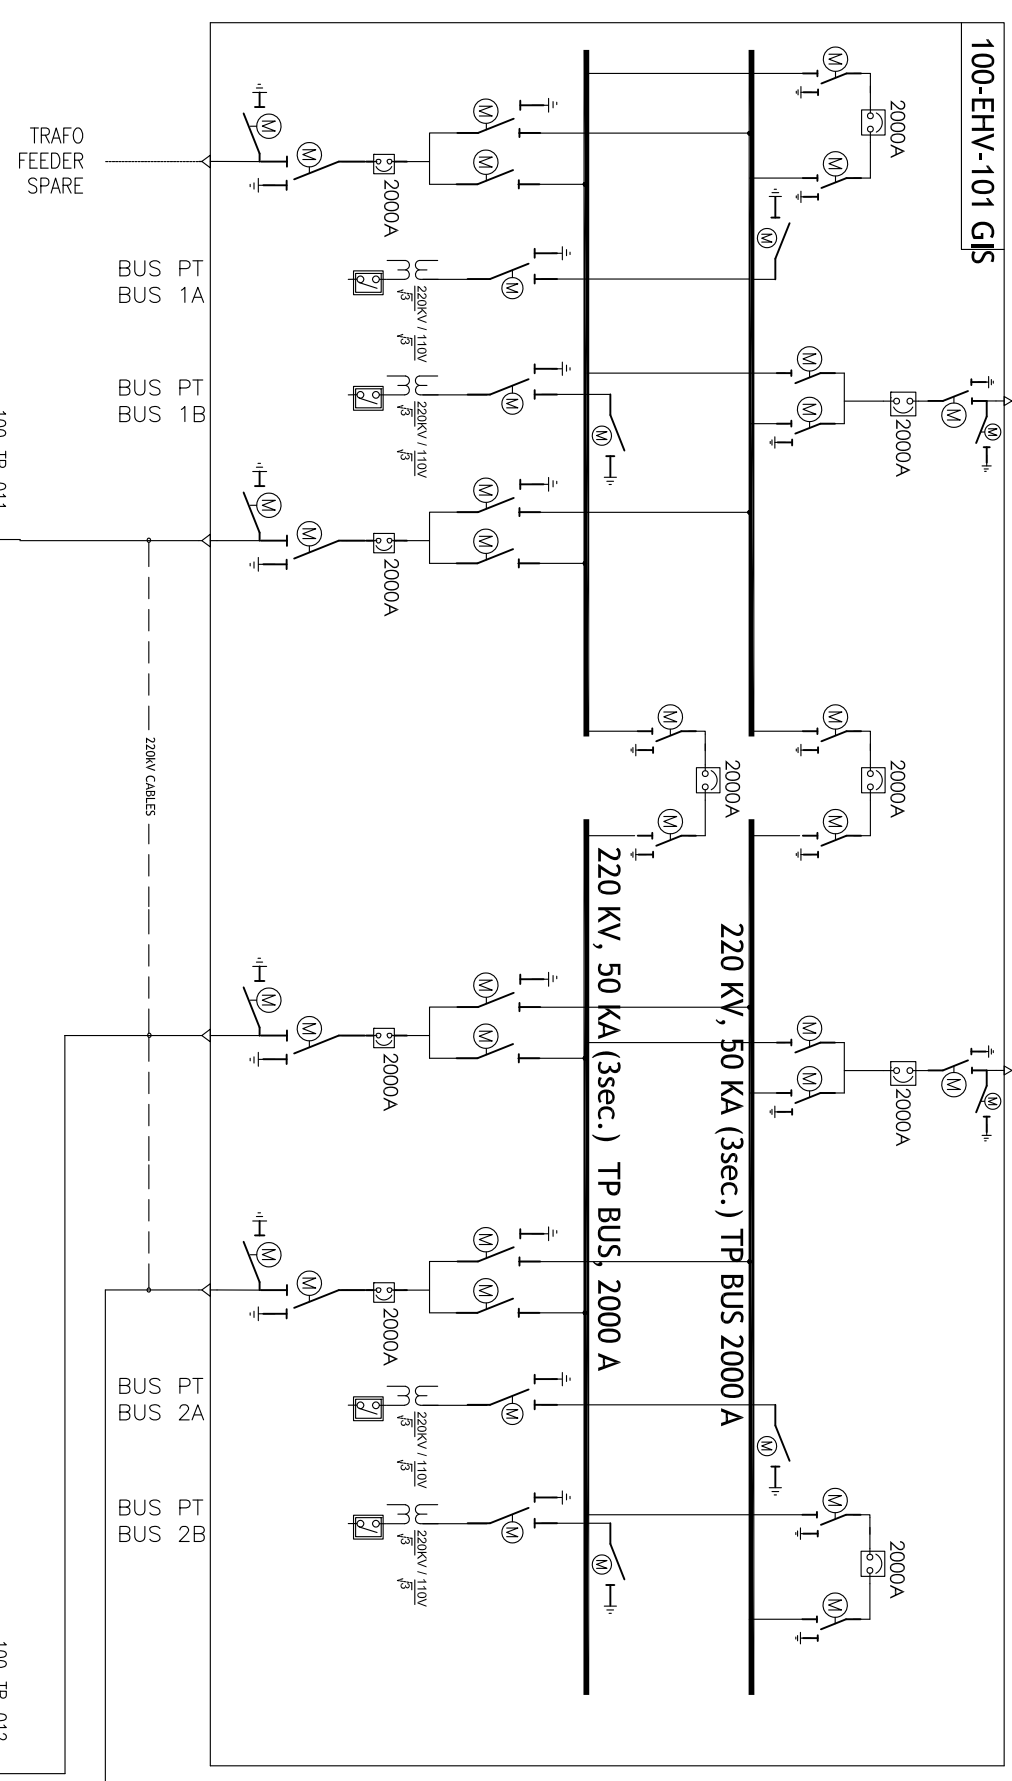 100-EHV-101 GIS
2000A
M
M
M
2000A
M
M
M
M
2000A
M
M
2000A
M
M
2000A
M
M
2000A
M
M
M
M
M
2000A
M
M
220 KV, 50 KA (3sec.) TP BUS 2000 A
220 KV, 50 KA (3sec.) TP BUS, 2000 A
M
M
M
M
2000A
TRAFO
FEEDER
SPARE
M
220KV / 110V
√3 √3
BUS PT
BUS 1A
M
220KV / 110V
√3 √3
BUS PT
BUS 1B
M
M
M
M
2000A
M
M
M
M
2000A
M
M
M
M
2000A
220kV CABLES
M
220KV / 110V
√3 √3
BUS PT
BUS 2A
M
220KV / 110V
√3 √3
BUS PT
BUS 2B